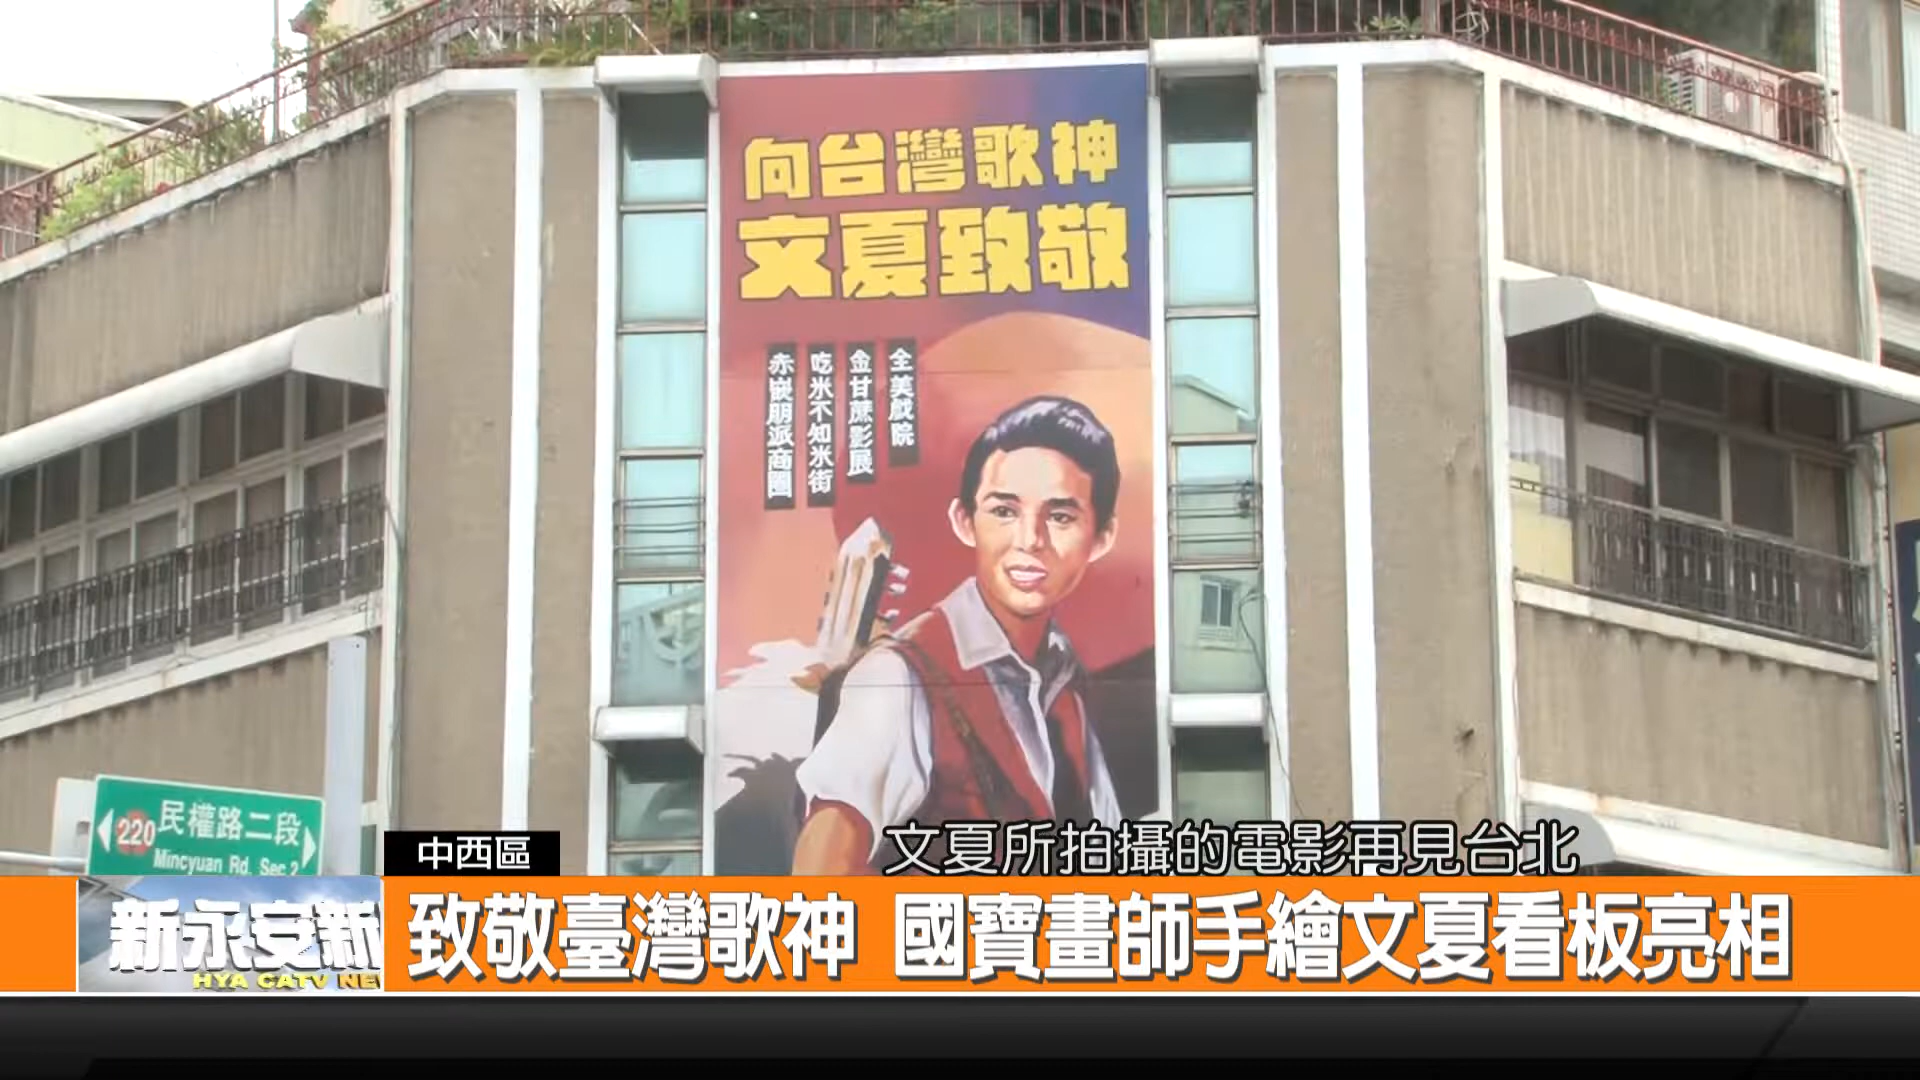 向台灣歌神
文夏致敬
全美戲院
金甘蔗影展
吃米不知米街
赤嵌朋派商圈
220 民權路二段
Mincyuan Rd. Sec 2
中西區
文夏所拍攝的電影再見台北
新永安新
HYA CATV NE
致敬臺灣歌神 國寶畫師手繪文夏看板亮相